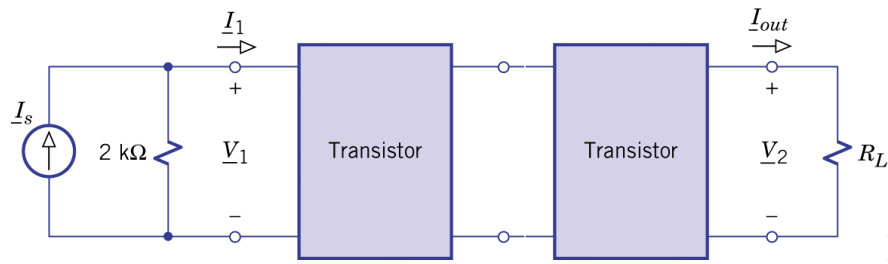 I1
Iout
Is
2 kΩ
+
V1
−
Transistor
Transistor
+
V2
−
RL